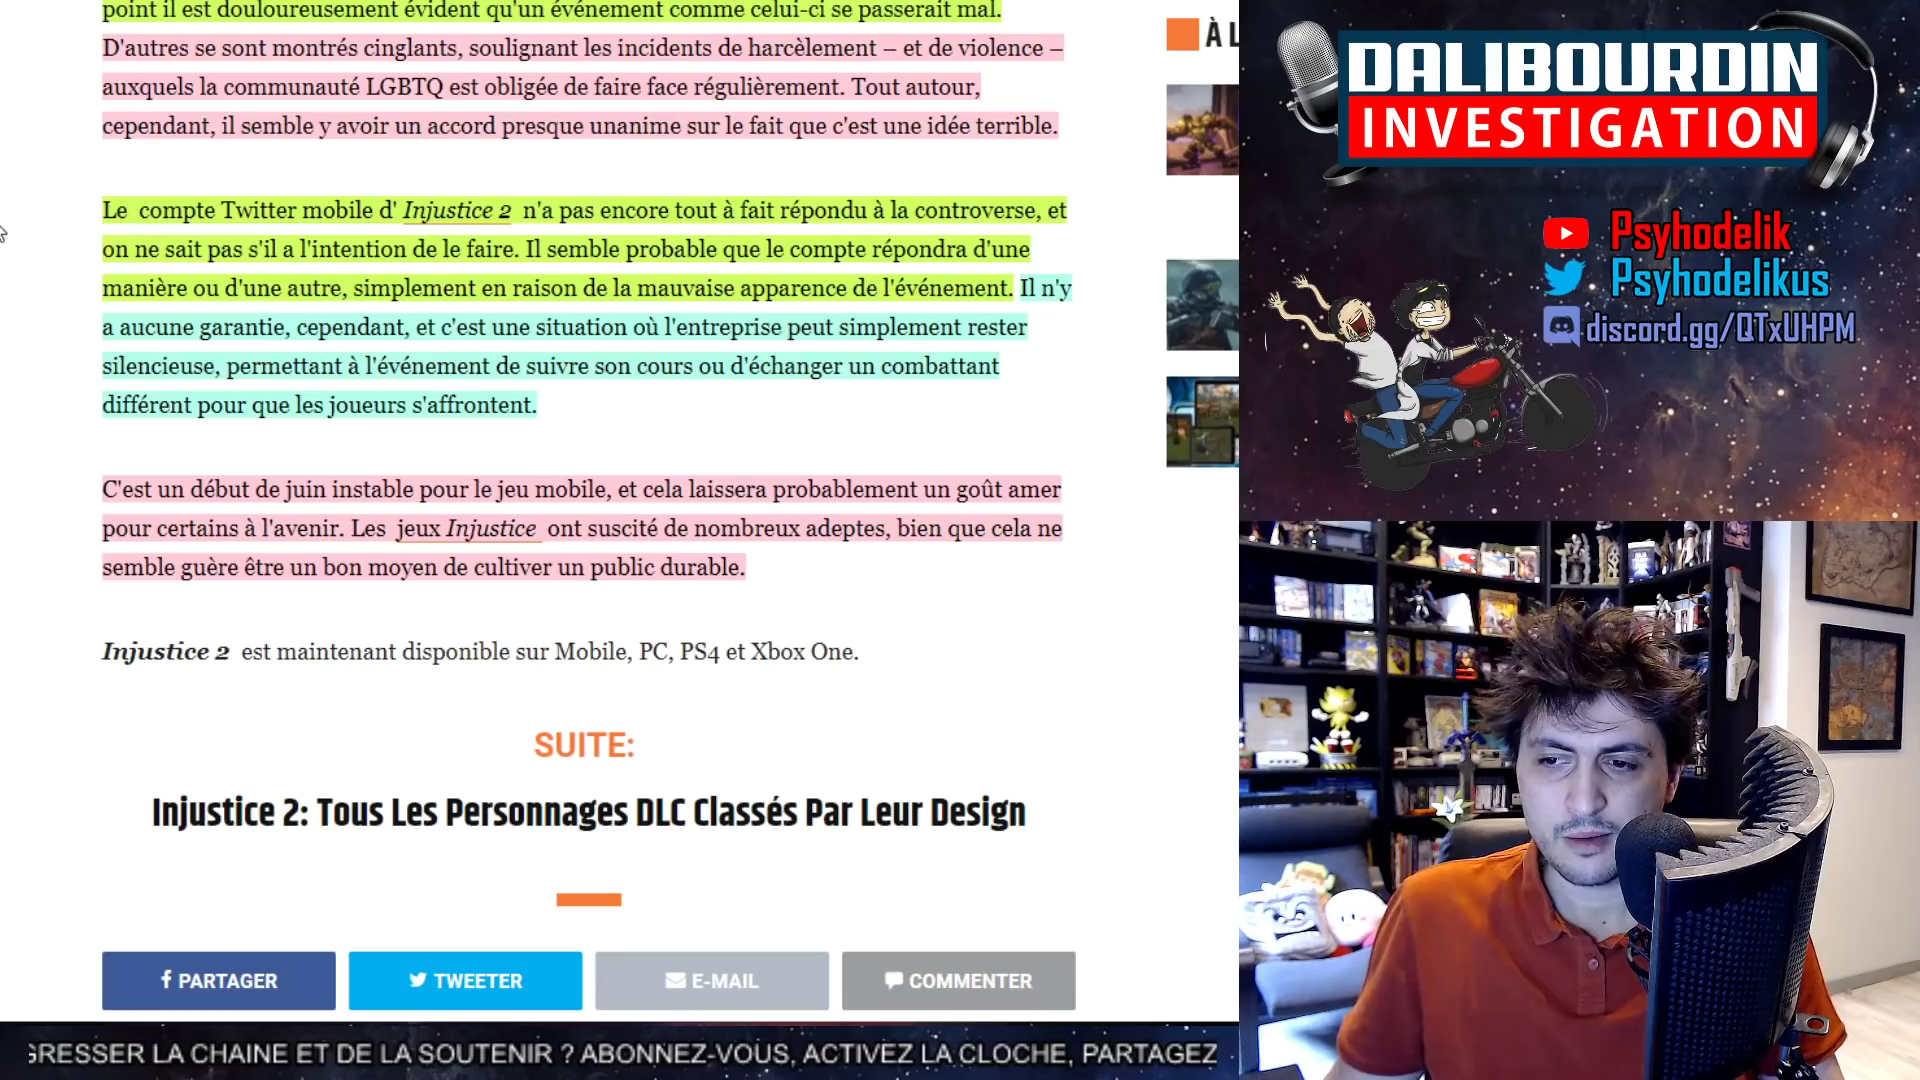 point il est douloureusement évident qu'un événement comme celui-ci se passerait mal.
D'autres se sont montrés cinglants, soulignant les incidents de harcèlement – et de violence –
auxquels la communauté LGBTQ est obligée de faire face régulièrement. Tout autour,
cependant, il semble y avoir un accord presque unanime sur le fait que c'est une idée terrible.
Le compte Twitter mobile d' Injustice 2 n'a pas encore tout à fait répondu à la controverse, et
on ne sait pas s'il a l'intention de le faire. Il semble probable que le compte répondra d'une
manière ou d'une autre, simplement en raison de la mauvaise apparence de l'événement. Il n'y
a aucune garantie, cependant, et c'est une situation où l'entreprise peut simplement rester
silencieuse, permettant à l'événement de suivre son cours ou d'échanger un combattant
différent pour que les joueurs s'affrontent.
C'est un début de juin instable pour le jeu mobile, et cela laissera probablement un goût amer
pour certains à l'avenir. Les jeux Injustice ont suscité de nombreux adeptes, bien que cela ne
semble guère être un bon moyen de cultiver un public durable.
Injustice 2 est maintenant disponible sur Mobile, PC, PS4 et Xbox One.
SUITE:
Injustice 2: Tous Les Personnages DLC Classés Par Leur Design
PARTAGER
TWEETER
E-MAIL
COMMENTER
À L
DALIBOURDIN
INVESTIGATION
Psyhodelik
Psyhodelikus
discord.gg/QTxUHPM
GRESSER LA CHAINE ET DE LA SOUTENIR ? ABONNEZ-VOUS, ACTIVEZ LA CLOCHE, PARTAGEZ